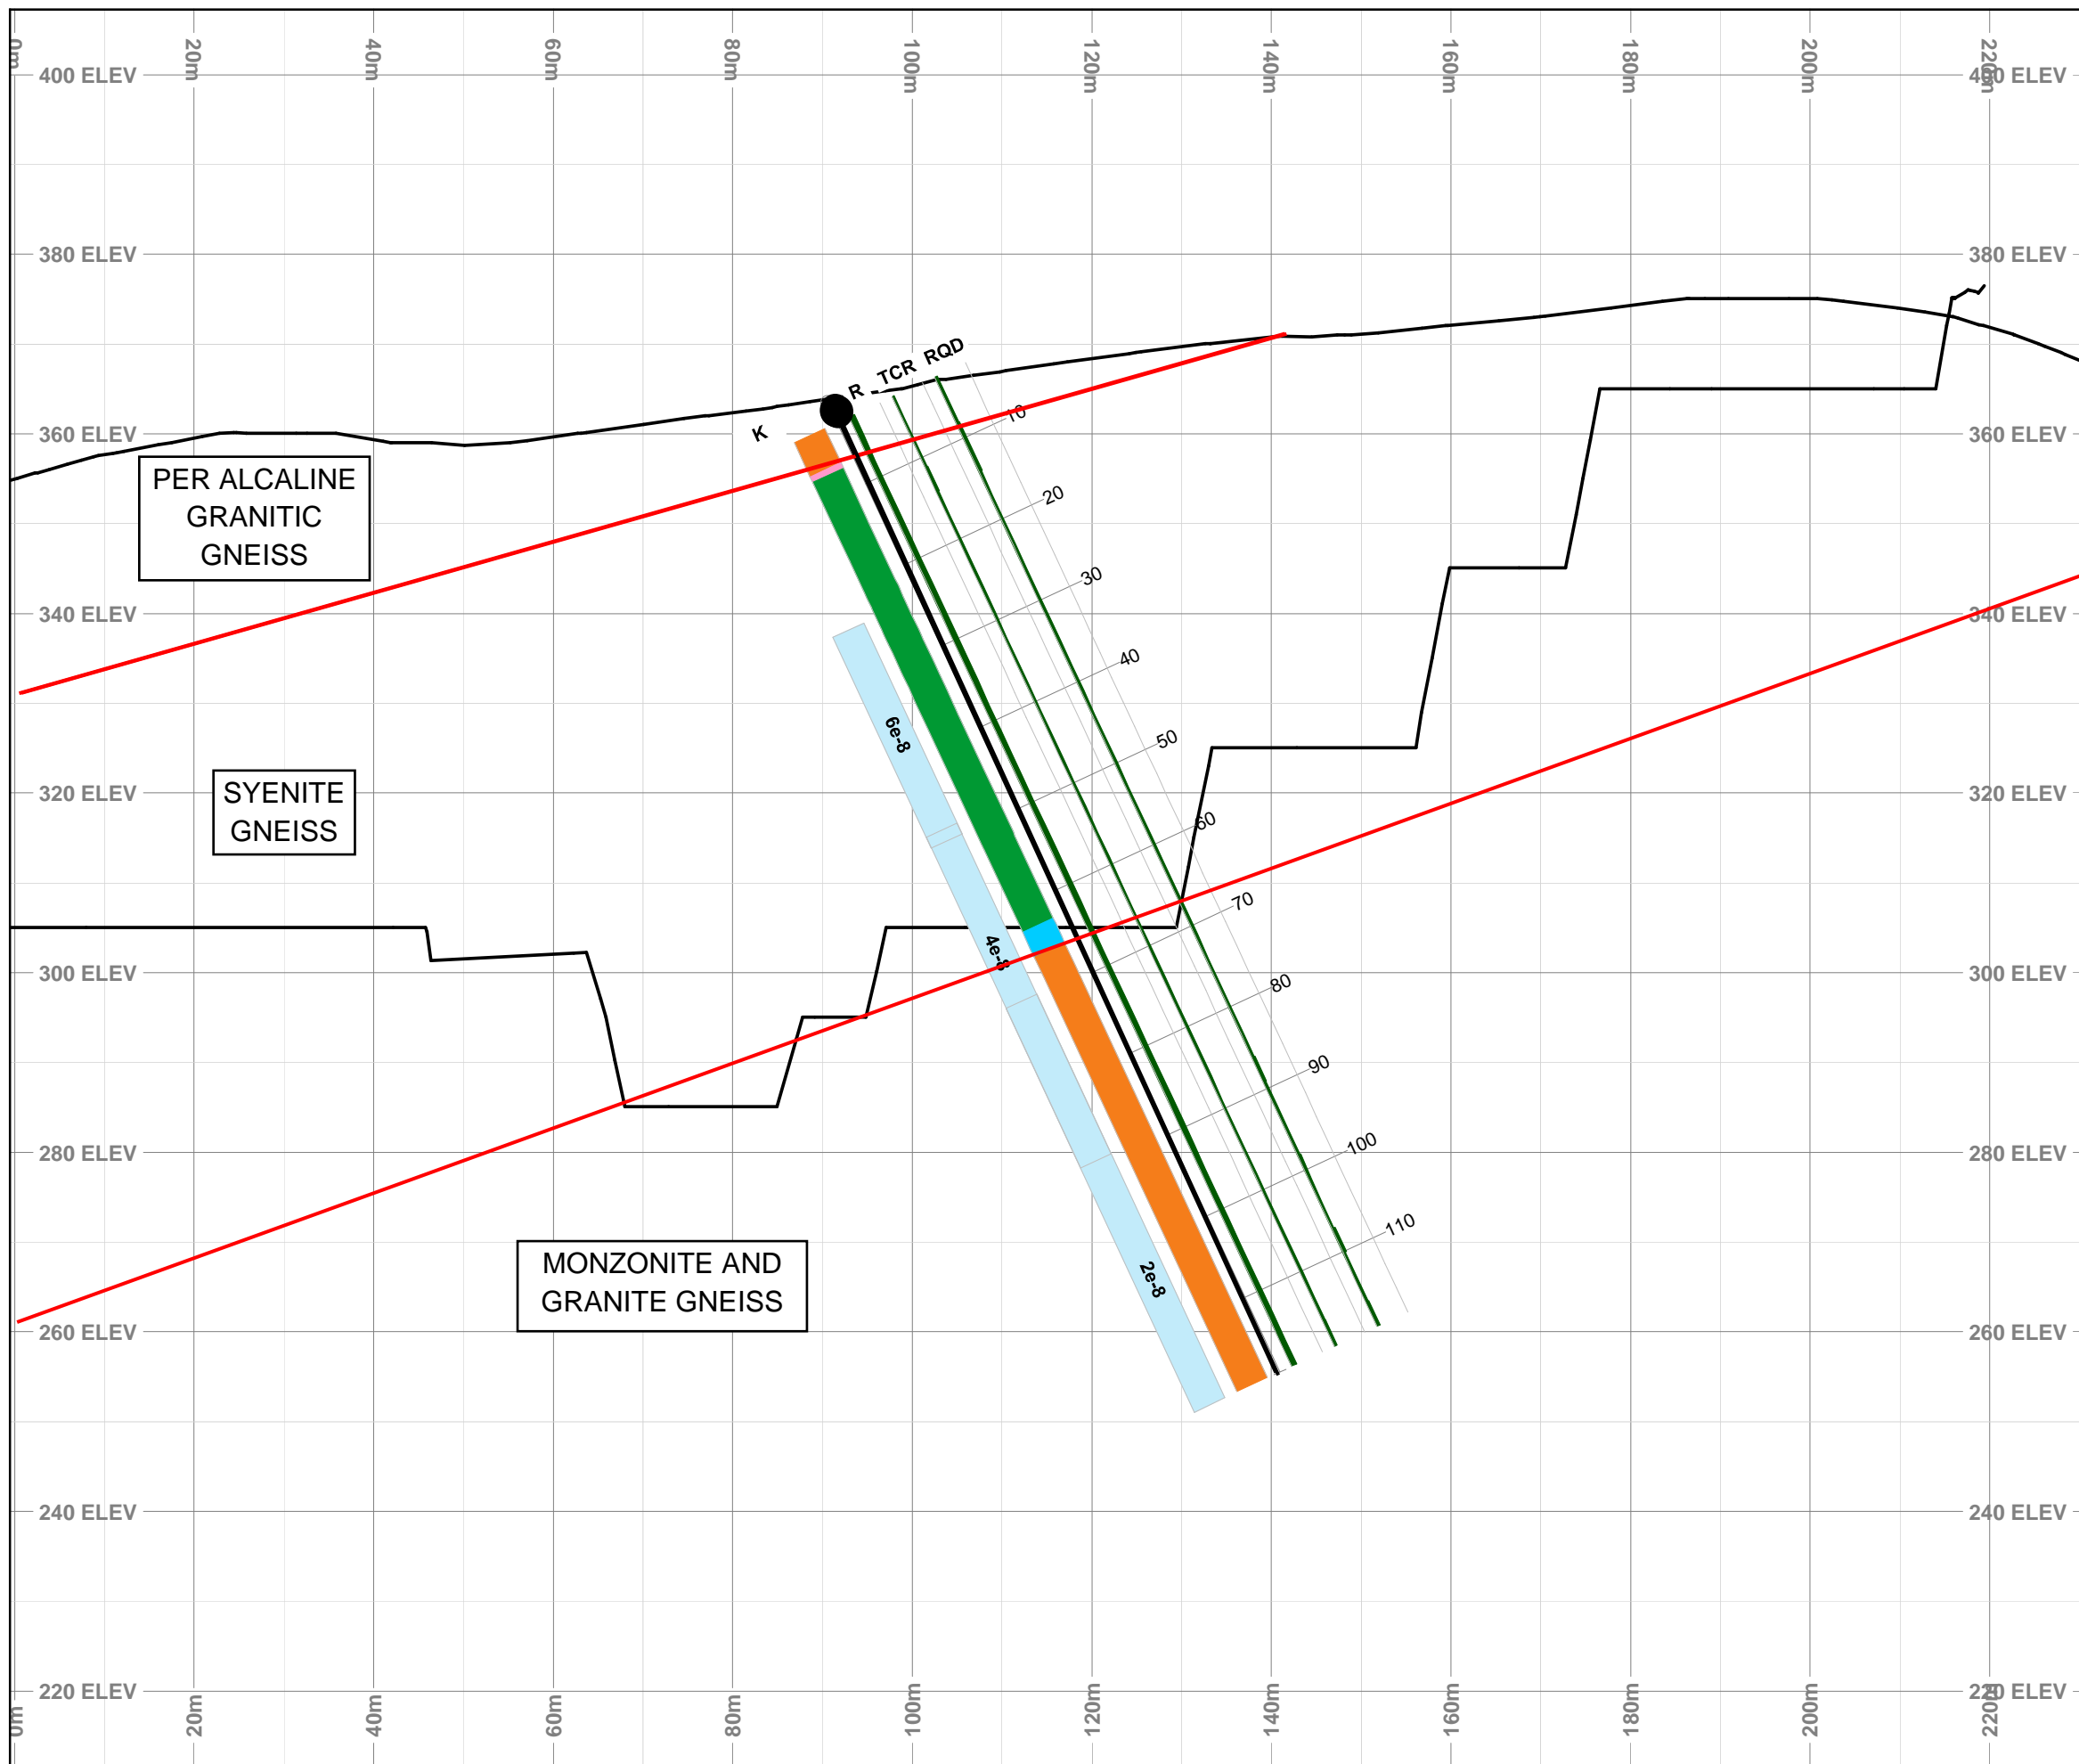 0m 20m 40m 60m 80m 100m 120m 140m 160m 180m 200m 220m
400 ELEV 400 ELEV
380 ELEV 380 ELEV
R TCR RQD
K
360 ELEV 360 ELEV
10
PER ALCALINE
GRANITIC
GNEISS
20
30
340 ELEV 340 ELEV
40
6e-8
50
320 ELEV 320 ELEV
SYENITE
GNEISS
60
70
4e-8
300 ELEV 300 ELEV
80
90
280 ELEV 280 ELEV
100
110
MONZONITE AND
GRANITE GNEISS
2e-8
260 ELEV 260 ELEV
240 ELEV 240 ELEV
220 ELEV 220 ELEV
0m 20m 40m 60m 80m 100m 120m 140m 160m 180m 200m 220m